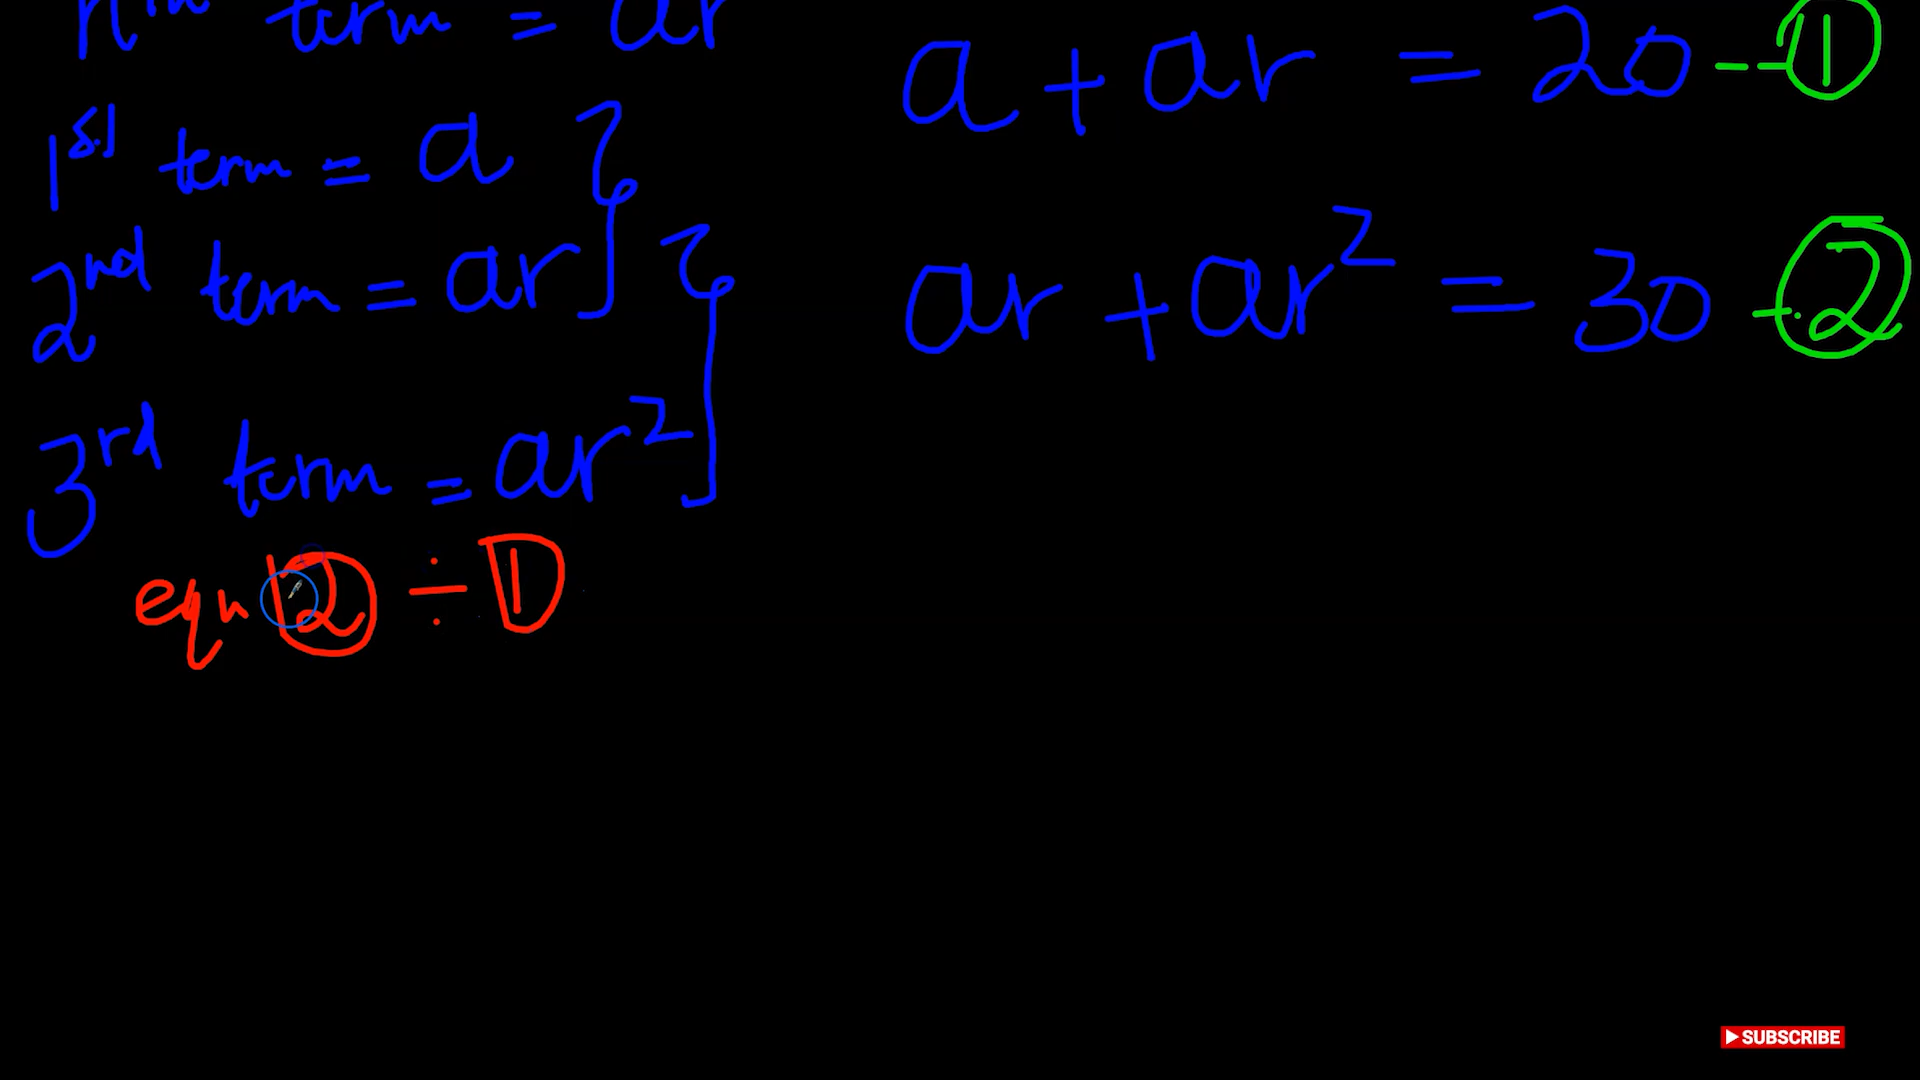 nth term = ar
1st term = a
2nd term = ar
3rd term = ar²
eqn ② ÷ ①
a + ar = 20 --- ①
ar + ar² = 30 -- ②
SUBSCRIBE